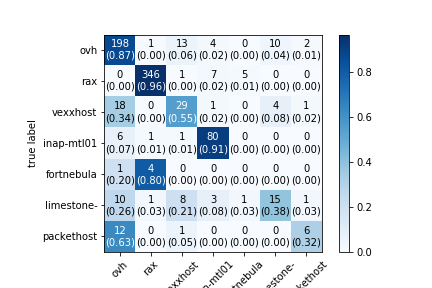 198 1 13 4 0 10 2
ovh (0.87) (0.00) (0.06) (0.02) (0.00) (0.04) (0.01)
0 346 1 7 5 0 0
rax (0.00) (0.96) (0.00) (0.02) (0.01) (0.00) (0.00)
0.8
18 0 29 1 0 4 1
vexxhost (0.34) (0.00) (0.55) (0.02) (0.00) (0.08) (0.02)
0.6
6 1 1 80 0 0 0
inap-mtl01 (0.07) (0.01) (0.01) (0.91) (0.00) (0.00) (0.00)
true label
1 4 0 0 0 0 0
fortnebula (0.20) (0.80) (0.00) (0.00) (0.00) (0.00) (0.00)
0.4
10 1 8 3 1 15 1
limestone- (0.26) (0.03) (0.21) (0.08) (0.03) (0.38) (0.03)
0.2
12 0 1 0 0 0 6
packethost (0.63) (0.00) (0.05) (0.00) (0.00) (0.00) (0.32)
0.0
ovh rax exxhost p-mtl01 tnebula estone- kethost